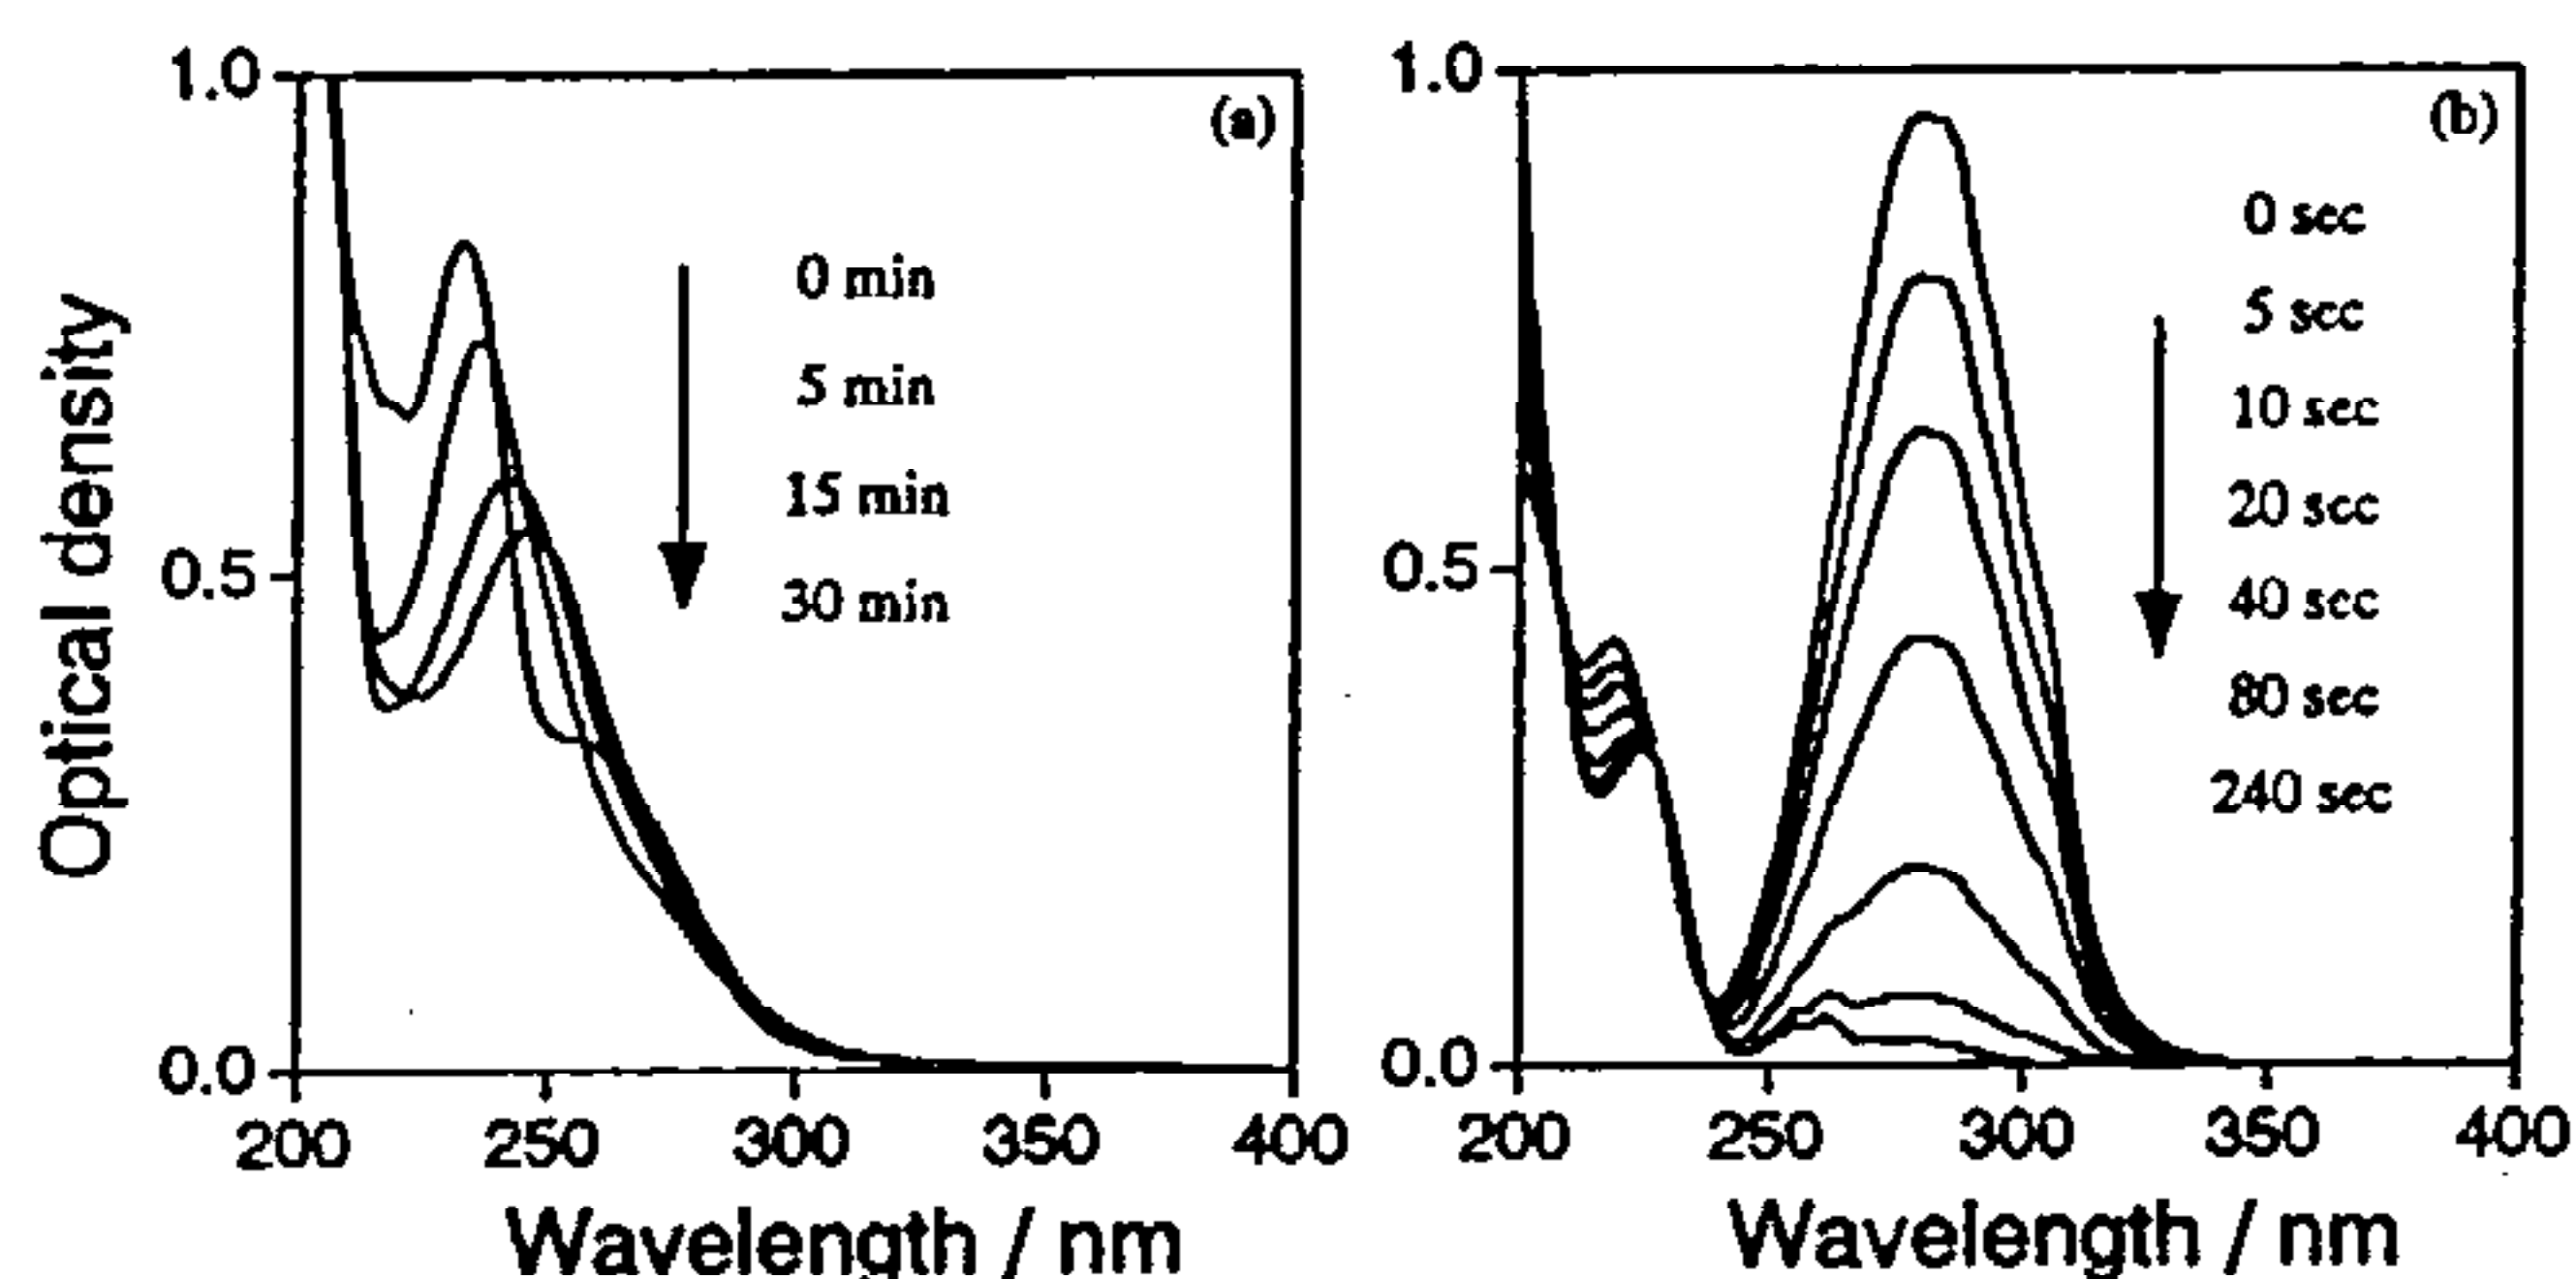 Optical density
1.0
0.5
0.0
(a)
0 min
5 min
15 min
30 min
200 250 300 350 400
Wavelength / nm
1.0
0.5
0.0
(b)
0 sec
5 sec
10 sec
20 sec
40 sec
80 sec
240 sec
200 250 300 350 400
Wavelength / nm